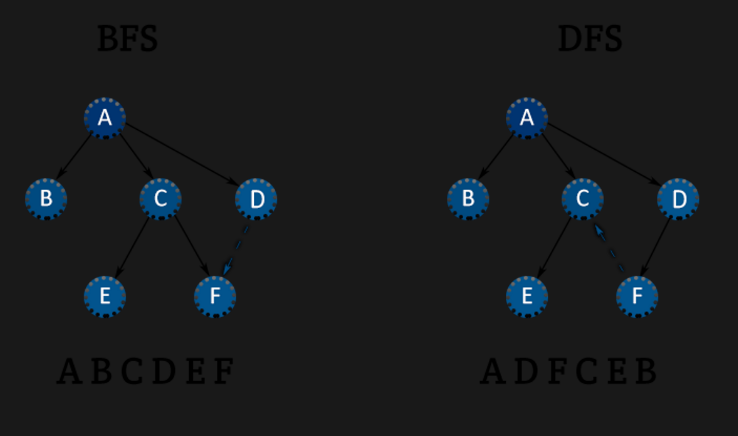 BFS DFS
A A
B C D B C D
E F E F
A B C D E F A D F C E B